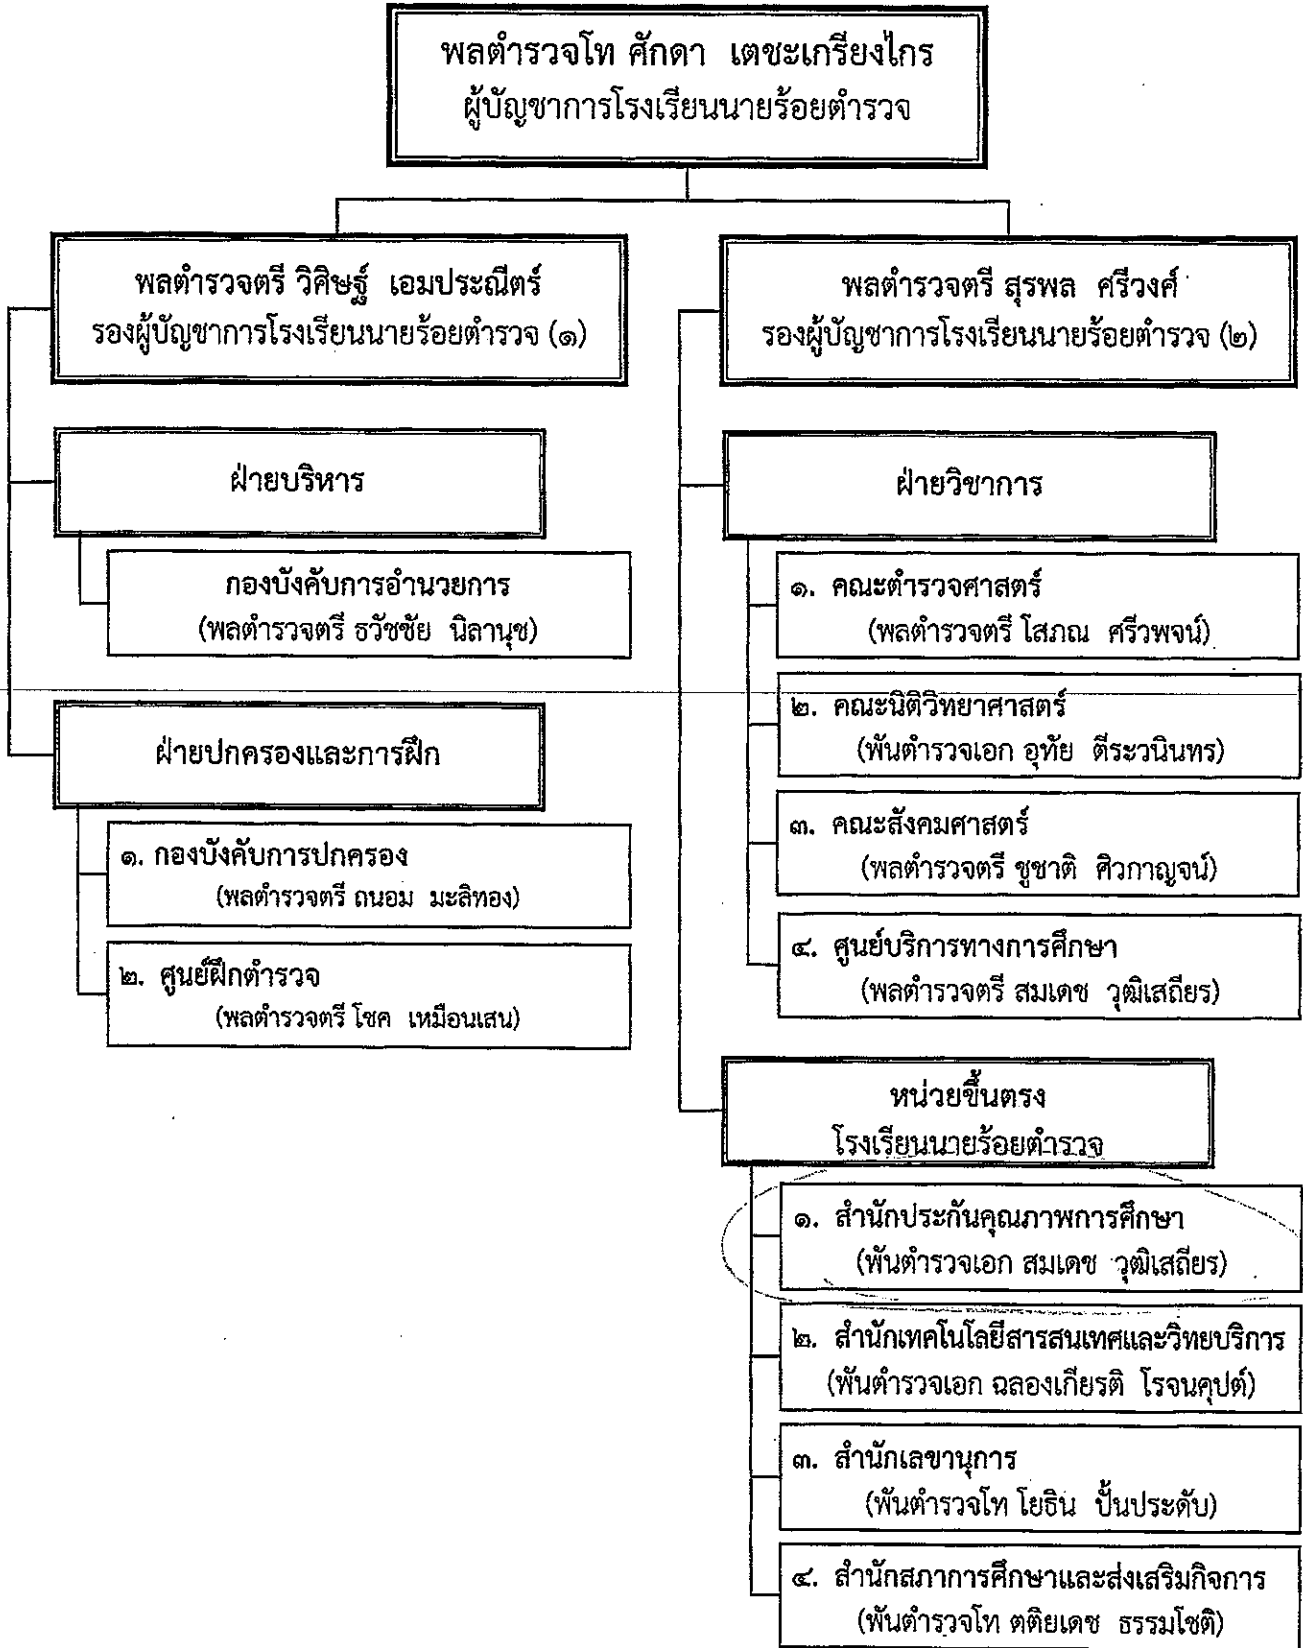 พลตำรวจโท ศักดา เตชะเกรียงไกร
ผู้บัญชาการโรงเรียนนายร้อยตำรวจ
พลตำรวจตรี วิศิษฐ์ เอมประณีตร์
รองผู้บัญชาการโรงเรียนนายร้อยตำรวจ (๑)
ฝ่ายบริหาร
กองบังคับการอำนวยการ
(พลตำรวจตรี ธวัชชัย นิลานุช)
ฝ่ายปกครองและการฝึก
๑. กองบังคับการปกครอง
(พลตำรวจตรี ถนอม มะลิทอง)
๒. ศูนย์ฝึกตำรวจ
(พลตำรวจตรี โชค เหมือนเสน)
พลตำรวจตรี สุรพล ศรีวงศ์
รองผู้บัญชาการโรงเรียนนายร้อยตำรวจ (๒)
ฝ่ายวิชาการ
๑. คณะตำรวจศาสตร์
(พลตำรวจตรี โสภณ ศรีวพจน์)
๒. คณะนิติวิทยาศาสตร์
(พันตำรวจเอก อุทัย ตีระวนินทร)
๓. คณะสังคมศาสตร์
(พลตำรวจตรี ชูชาติ ศิวกาญจน์)
๔. ศูนย์บริการทางการศึกษา
(พลตำรวจตรี สมเดช วุฒิเสถียร)
หน่วยขึ้นตรง
โรงเรียนนายร้อยตำรวจ
๑. สำนักประกันคุณภาพการศึกษา
(พันตำรวจเอก สมเดช วุฒิเสถียร)
๒. สำนักเทคโนโลยีสารสนเทศและวิทยบริการ
(พันตำรวจเอก ฉลองเกียรติ โรจนคุปต์)
๓. สำนักเลขานุการ
(พันตำรวจโท โยธิน ปั้นประดับ)
๔. สำนักสภาการศึกษาและส่งเสริมกิจการ
(พันตำรวจโท ตติยเดช ธรรมโชติ)